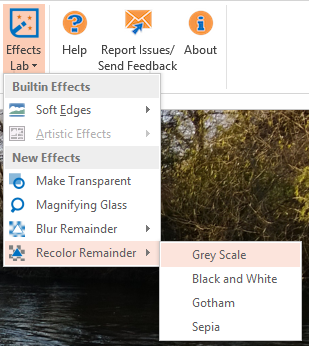 Effects Lab
Help
Report Issues/
Send Feedback
About
Builtin Effects
Soft Edges
Artistic Effects
New Effects
Make Transparent
Magnifying Glass
Blur Remainder
Recolor Remainder
Grey Scale
Black and White
Gotham
Sepia